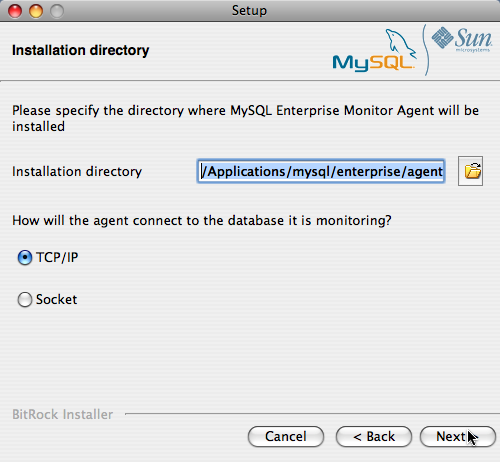 Setup
Installation directory
MySQL
Sun
microsystems
Please specify the directory where MySQL Enterprise Monitor Agent will be
installed
Installation directory
/Applications/mysql/enterprise/agent
How will the agent connect to the database it is monitoring?
TCP/IP
Socket
BitRock Installer
Cancel
< Back
Next >